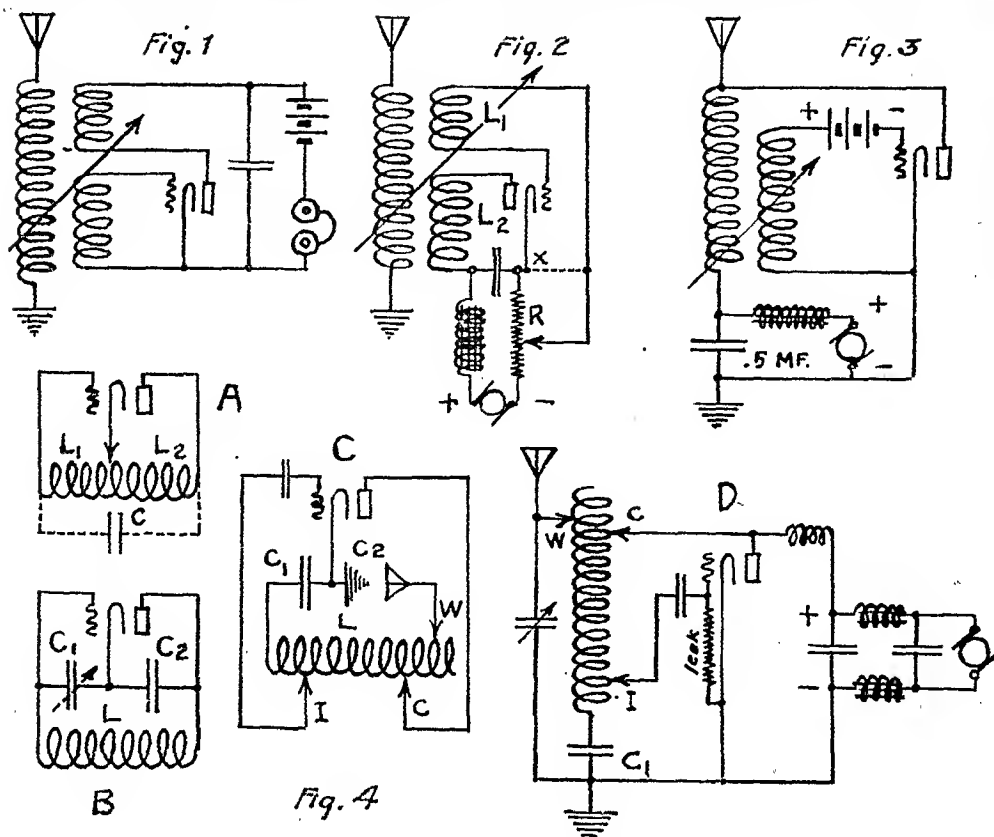 Fig. 1
Fig. 2
L1
L2
X
R
+ -
Fig. 3
+ -
+
.5 MF.
-
A
L1 L2
C
C1 C2
L
B
C
C1 C2
L W
I C
Fig. 4
D
W C
leak
I
C1
+
-